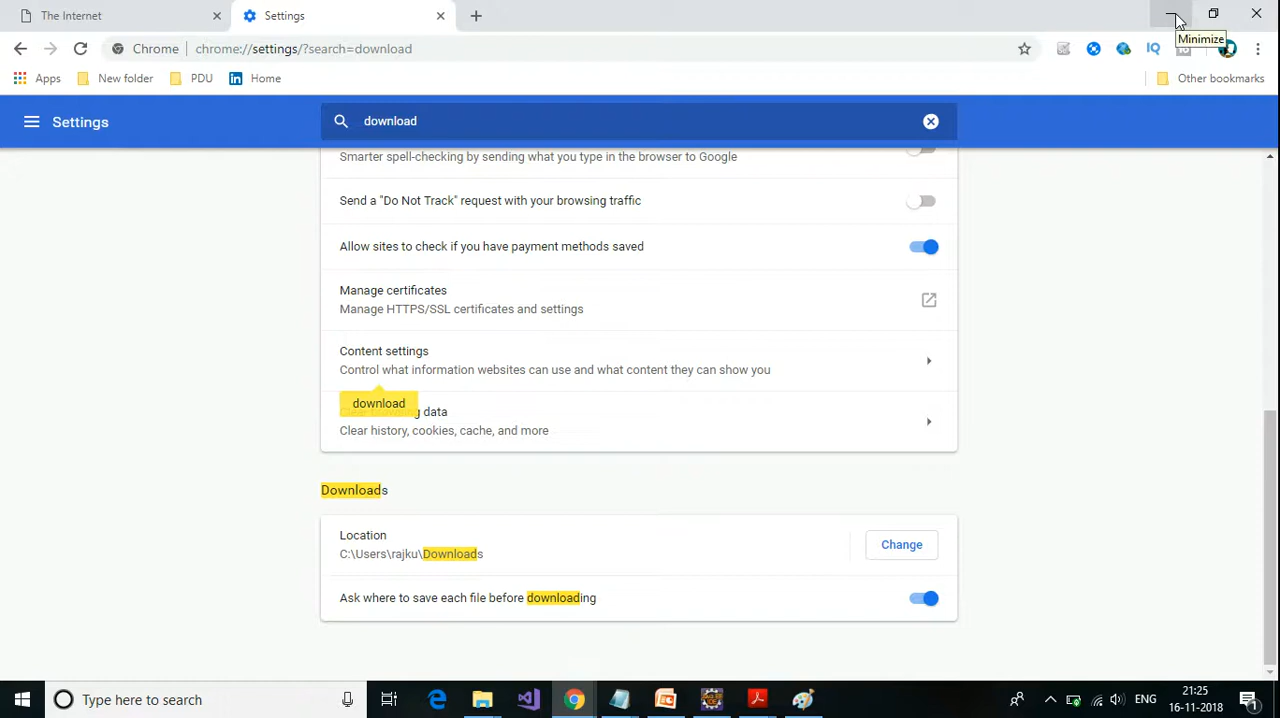 The Internet
Settings
Minimize
Chrome
chrome://settings/?search=download
IQ
Apps
New folder
PDU
in
Home
Other bookmarks
Settings
download
Smarter spell-checking by sending what you type in the browser to Google
Send a "Do Not Track" request with your browsing traffic
Allow sites to check if you have payment methods saved
Manage certificates
Manage HTTPS/SSL certificates and settings
Content settings
Control what information websites can use and what content they can show you
download
data
Clear history, cookies, cache, and more
Downloads
Location
C:\Users\rajku\Downloads
Change
Ask where to save each file before downloading
Type here to search
ENG
21:25
16-11-2018
1